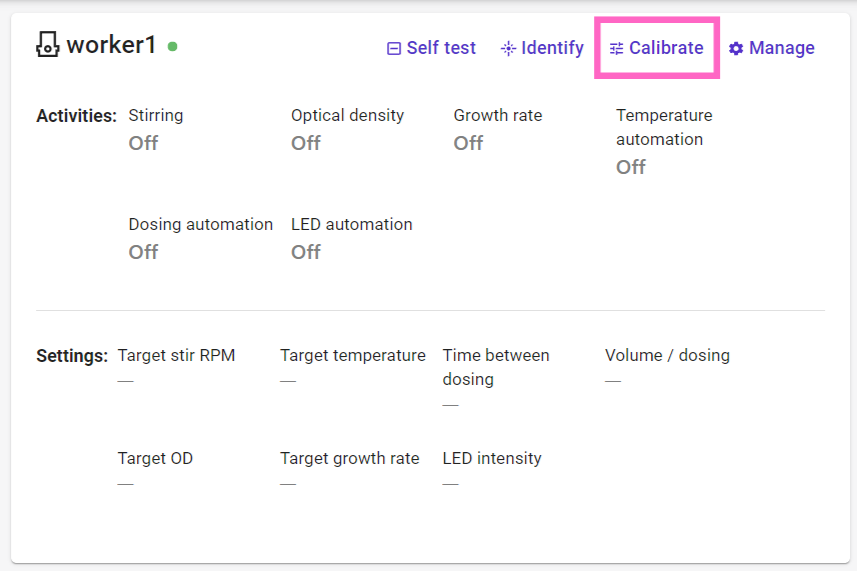 worker1
Self test
Identify
Calibrate
Manage
Activities:
Stirring
Off
Optical density
Off
Growth rate
Off
Temperature
automation
Off
Dosing automation
Off
LED automation
Off
Settings:
Target stir RPM
—
Target temperature
—
Time between
dosing
—
Volume / dosing
—
Target OD
—
Target growth rate
—
LED intensity
—